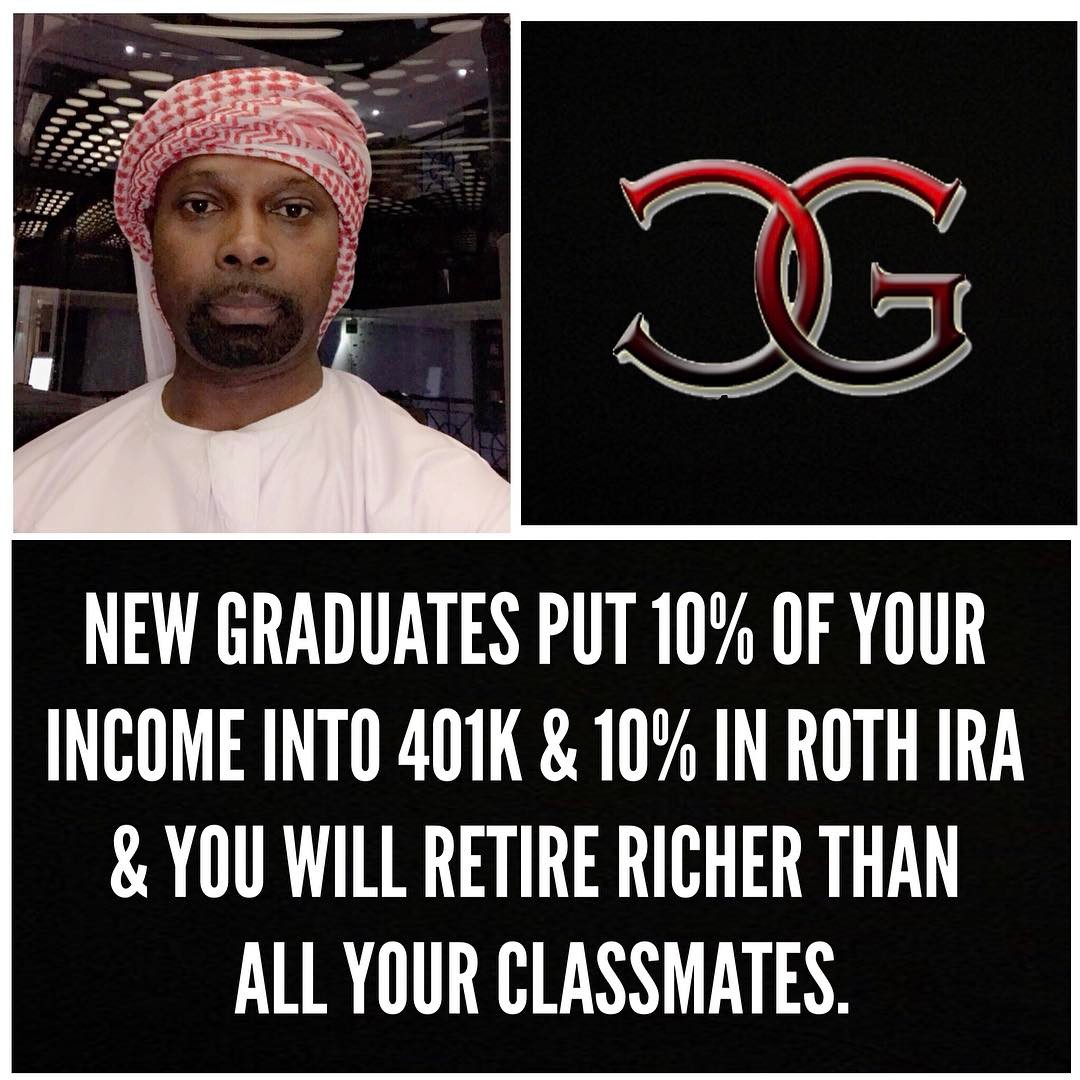 CG
NEW GRADUATES PUT 10% OF YOUR
INCOME INTO 401K & 10% IN ROTH IRA
& YOU WILL RETIRE RICHER THAN
ALL YOUR CLASSMATES.